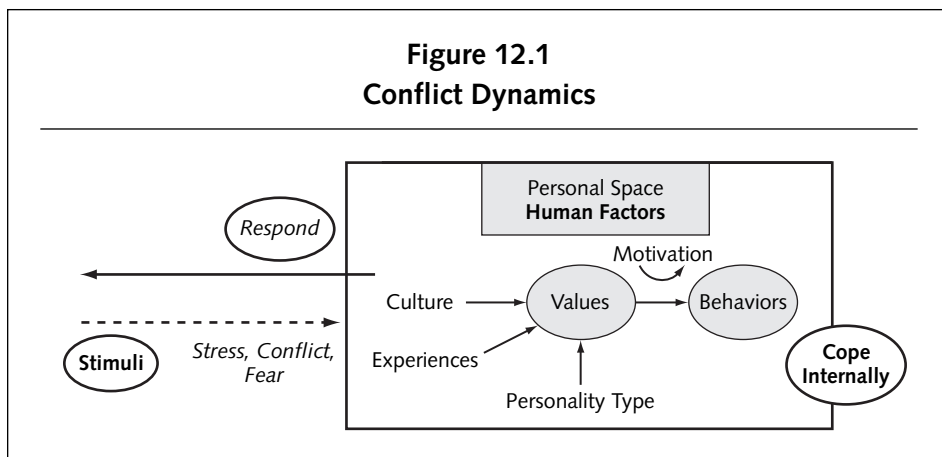 Figure 12.1
Conflict Dynamics
Personal Space
Human Factors
Respond
Motivation
Culture
Values
Behaviors
Stimuli
Stress, Conflict,
Fear
Experiences
Cope
Internally
Personality Type